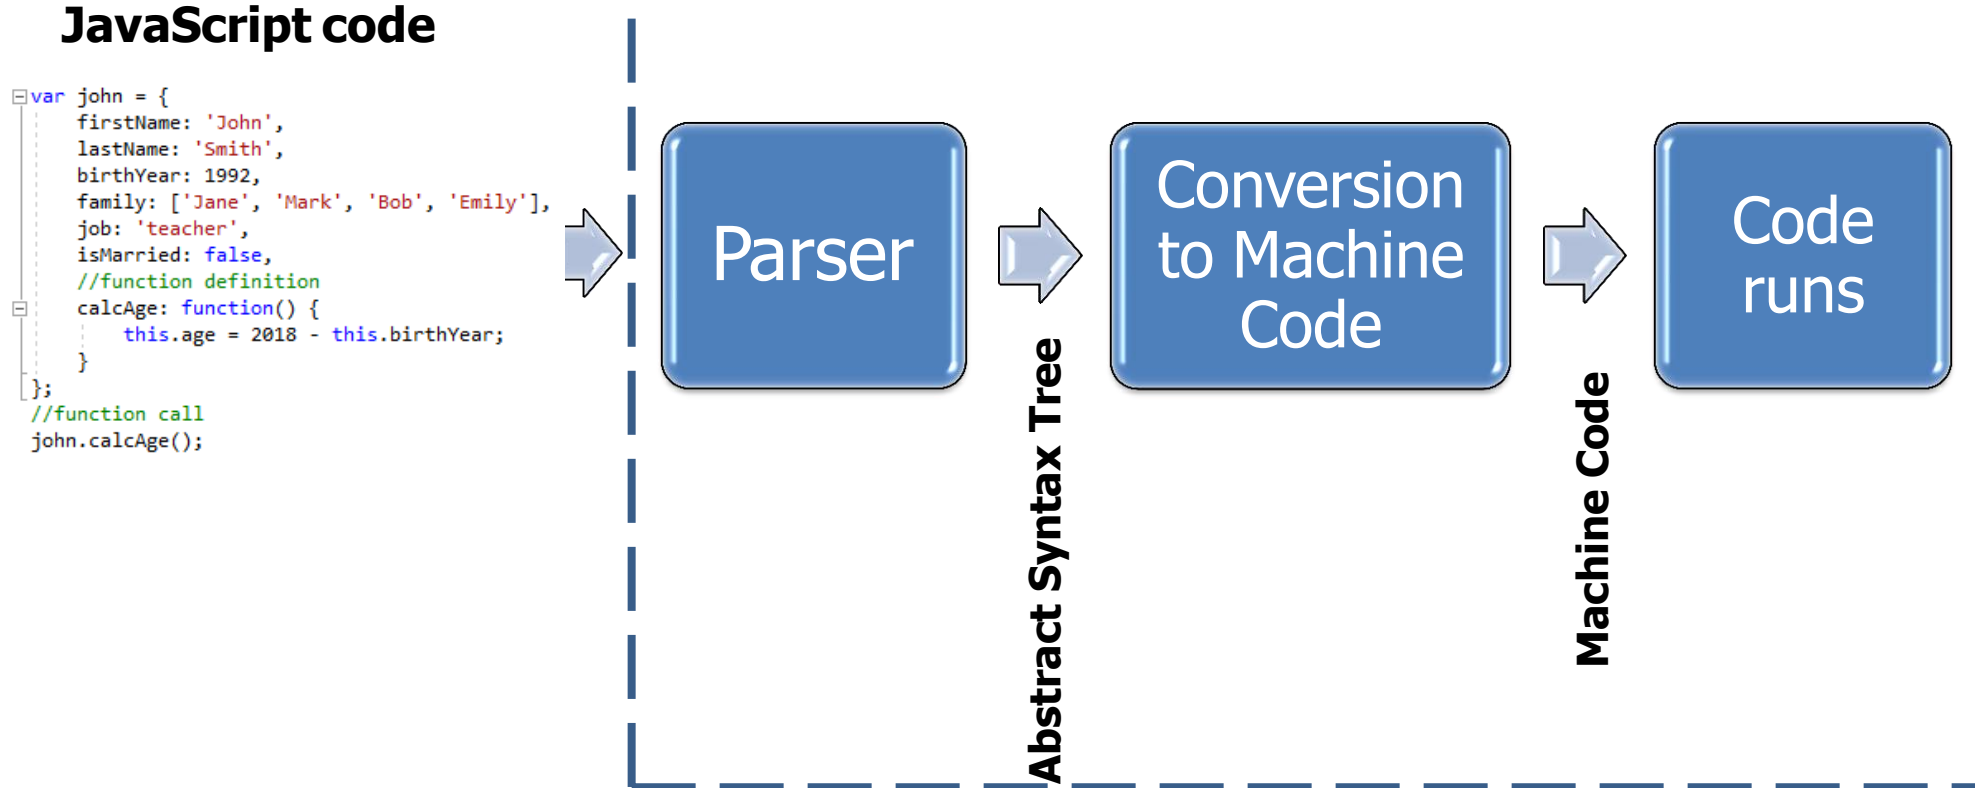 JavaScript code
var john = {
firstName: 'John',
lastName: 'Smith',
birthYear: 1992,
family: ['Jane', 'Mark', 'Bob', 'Emily'],
job: 'teacher',
isMarried: false,
//function definition
calcAge: function() {
this.age = 2018 - this.birthYear;
}
};
//function call
john.calcAge();
Parser
Abstract Syntax Tree
Conversion
to Machine
Code
Machine Code
Code
runs